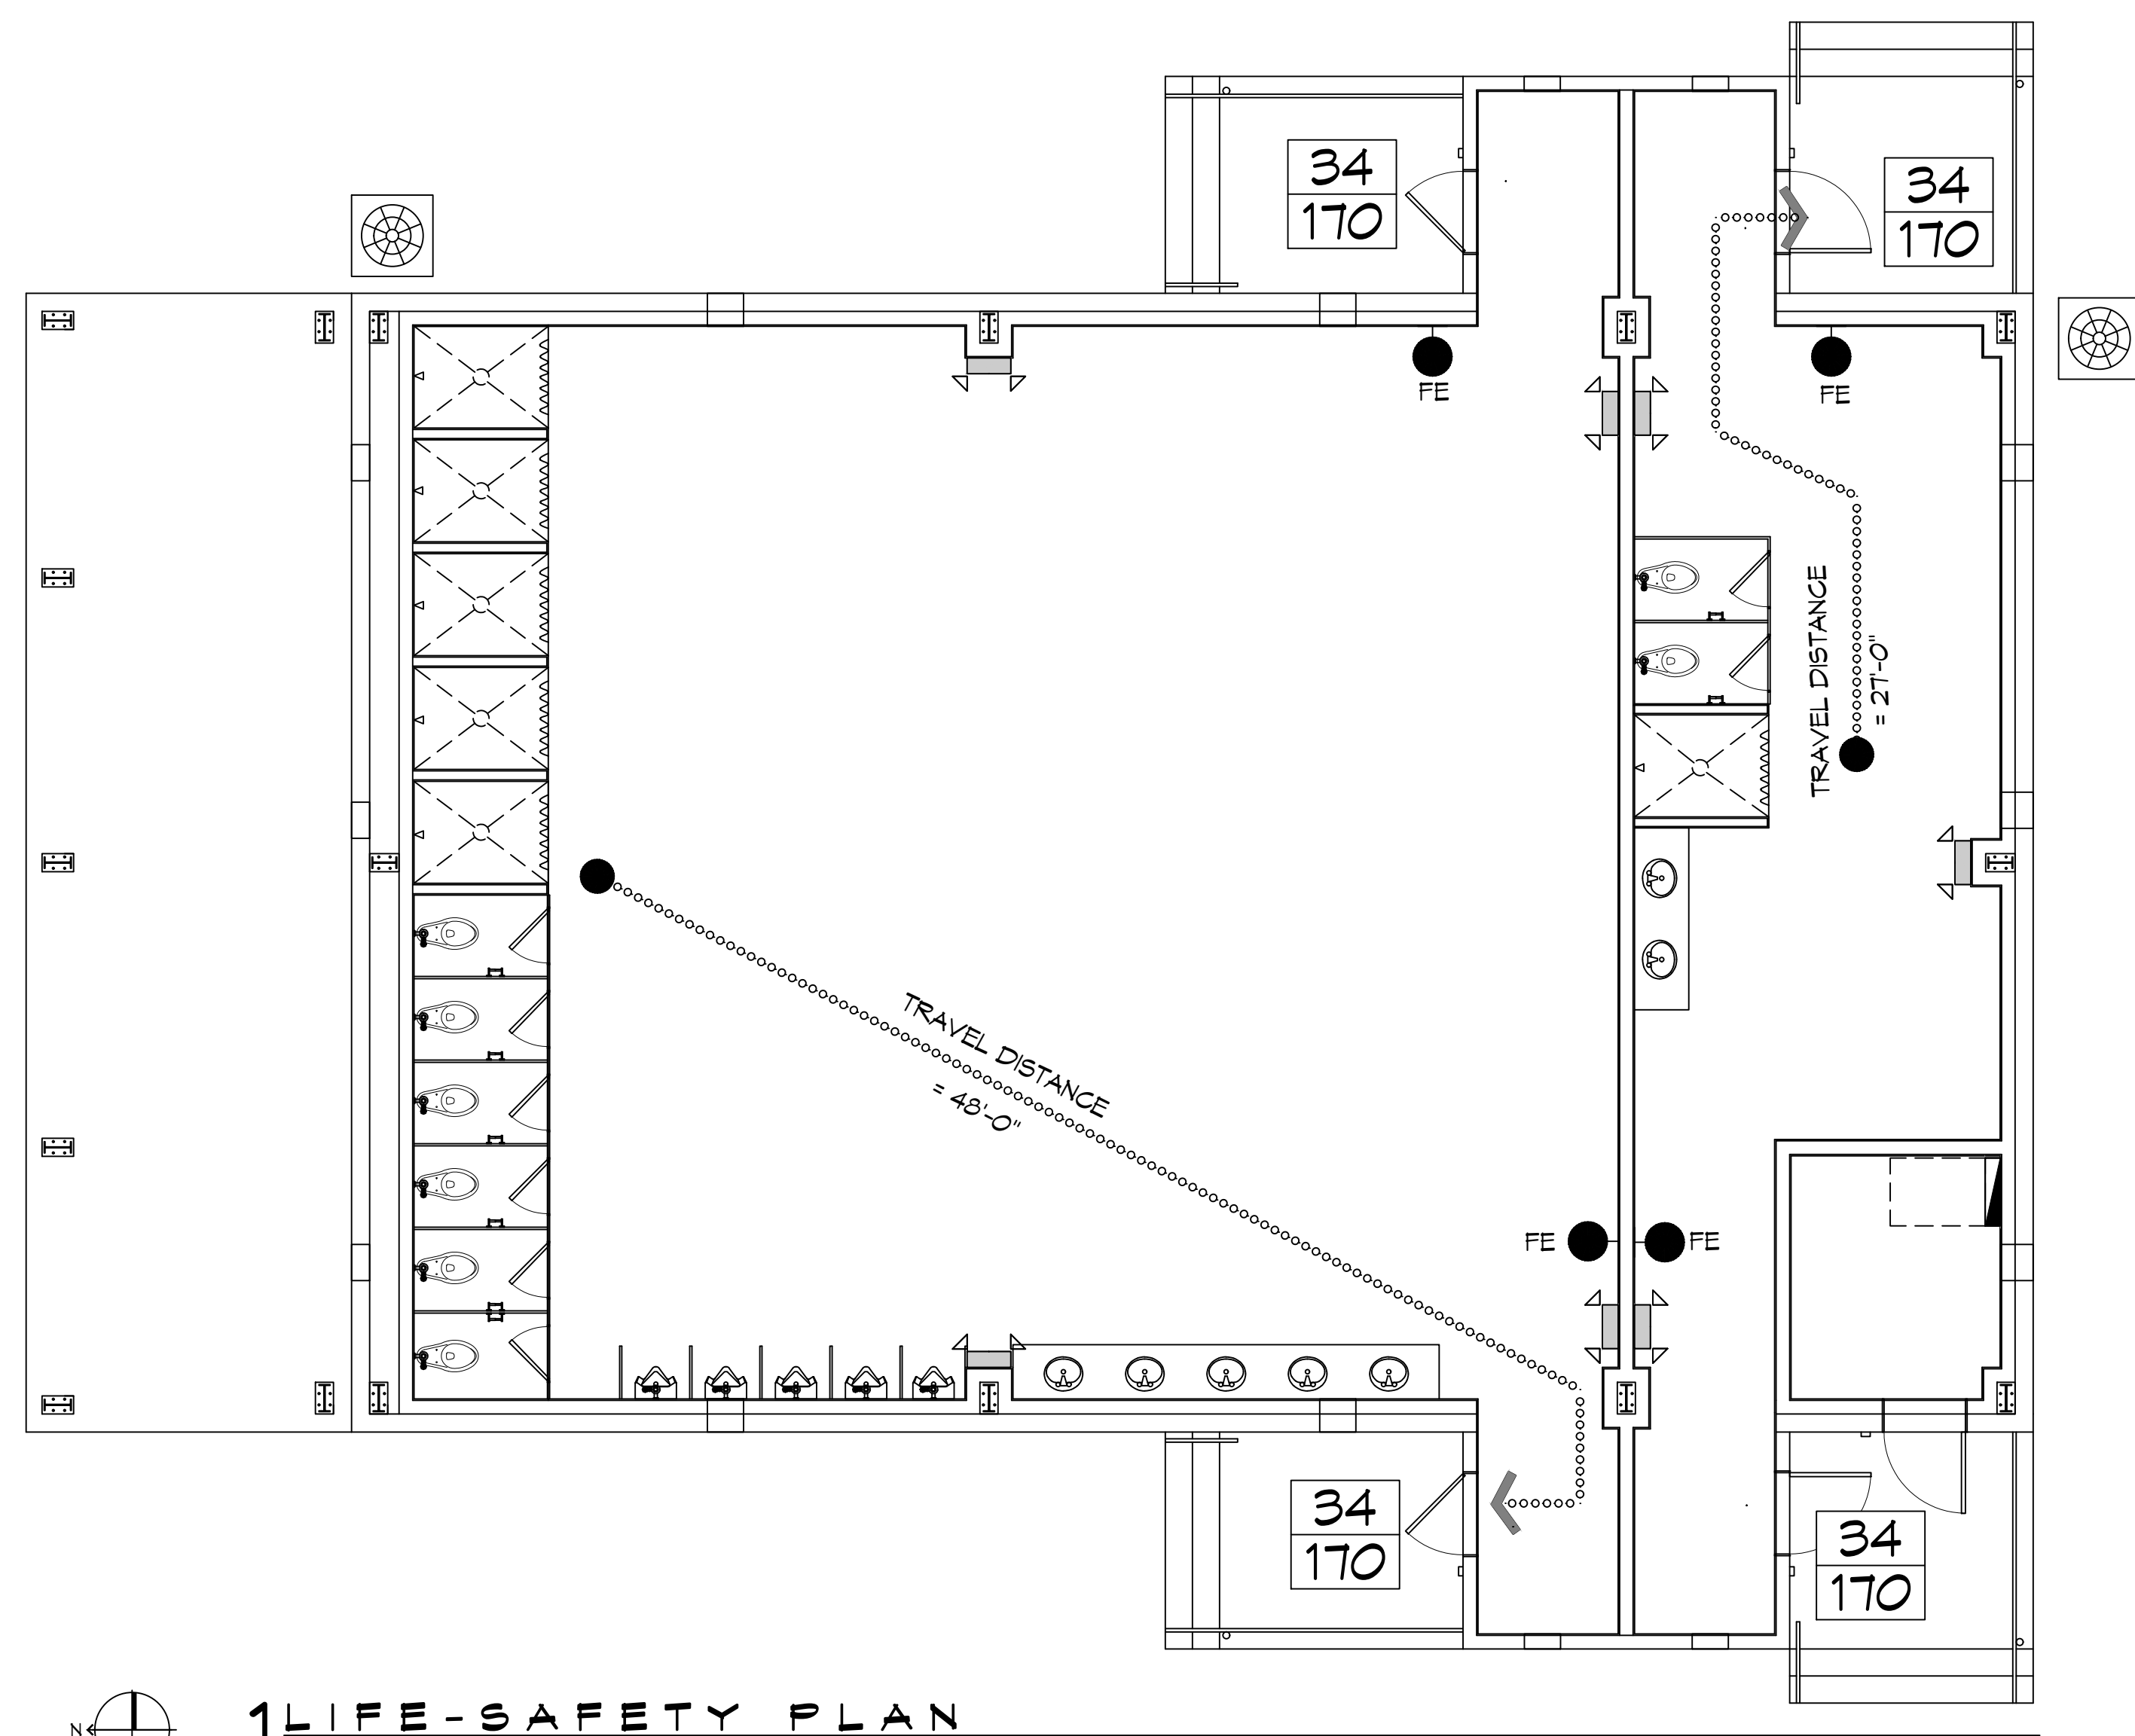 34
170
34
170
FE
FE
TRAVEL DISTANCE
= 27'-0"
TRAVEL DISTANCE
= 48'-0"
FE
FE
34
170
34
170
N
1 LIFE-SAFETY PLAN